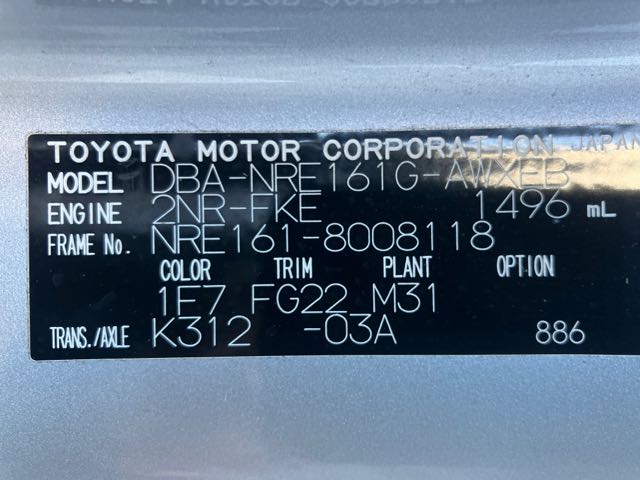 TOYOTA MOTOR CORPORATION JAPAN
MODEL DBA-NRE161G-AWXEB
ENGINE 2NR-FKE 1496 mL
FRAME No. NRE161-8008118
COLOR TRIM PLANT OPTION
1F7 FG22 M31
TRANS./AXLE K312 -03A 886